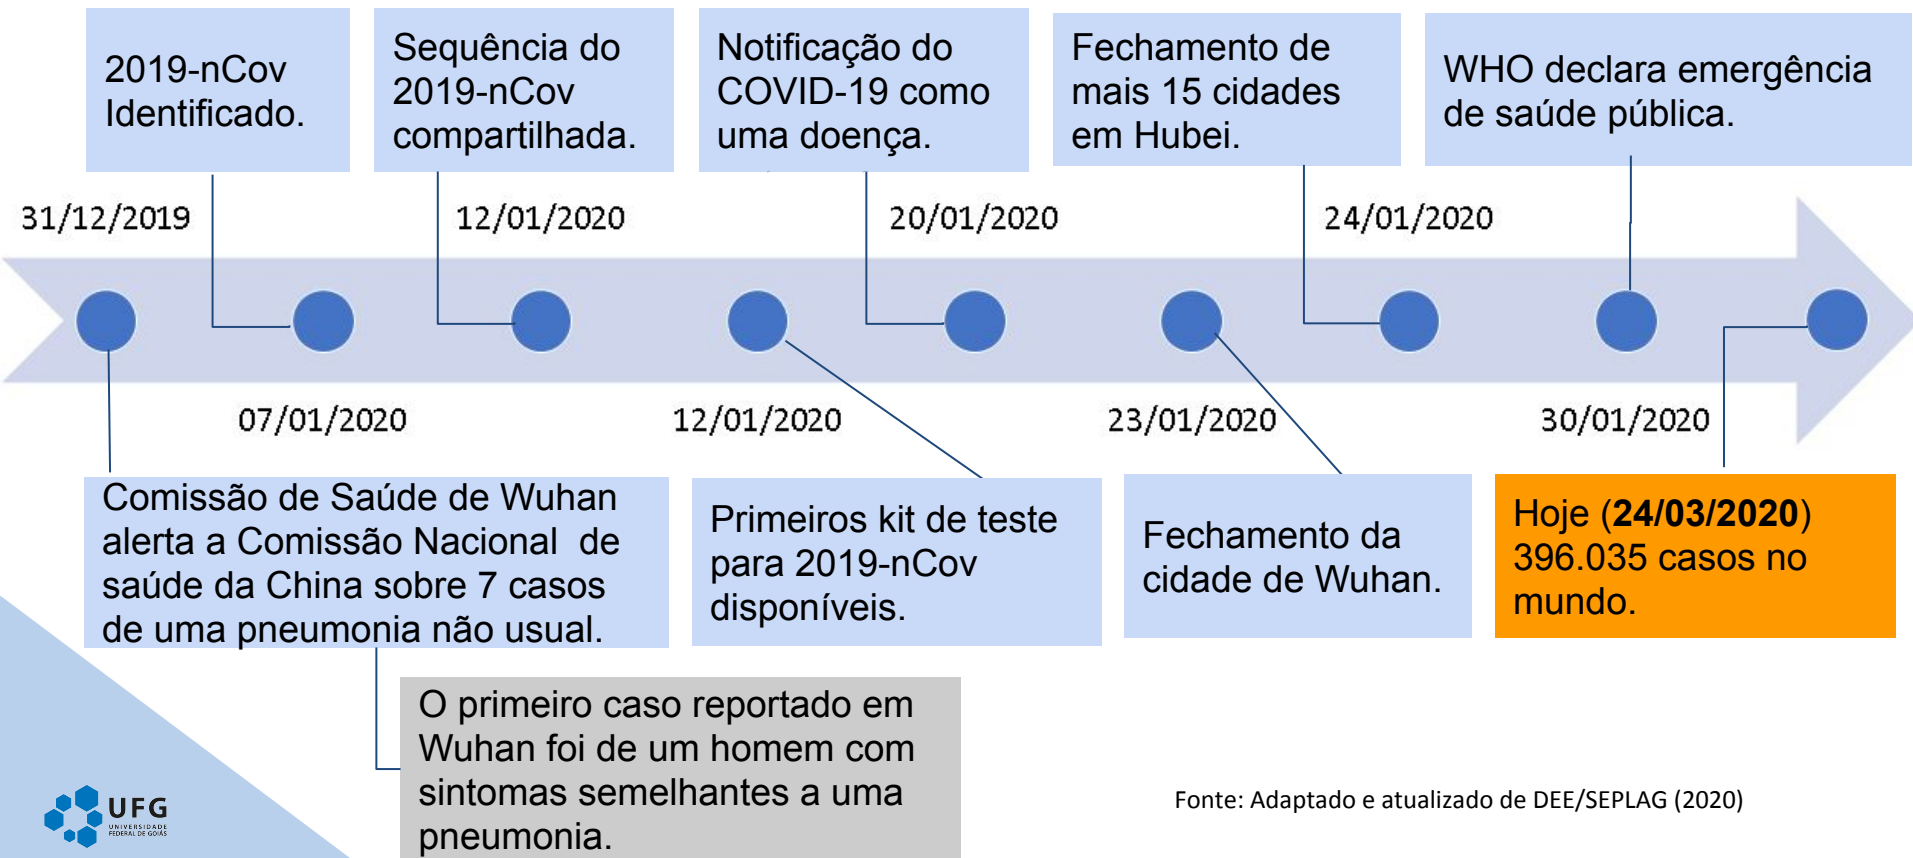 2019-nCov
Identificado.
Sequência do
2019-nCov
compartilhada.
Notificação do
COVID-19 como
uma doença.
Fechamento de
mais 15 cidades
em Hubei.
WHO declara emergência
de saúde pública.
31/12/2019
12/01/2020
20/01/2020
24/01/2020
07/01/2020
12/01/2020
23/01/2020
30/01/2020
Comissão de Saúde de Wuhan
alerta a Comissão Nacional de
saúde da China sobre 7 casos
de uma pneumonia não usual.
Primeiros kit de teste
para 2019-nCov
disponíveis.
Fechamento da
cidade de Wuhan.
Hoje (24/03/2020)
396.035 casos no
mundo.
O primeiro caso reportado em
Wuhan foi de um homem com
sintomas semelhantes a uma
pneumonia.
UFG
UNIVERSIDADE
FEDERAL DE GOIÁS
Fonte: Adaptado e atualizado de DEE/SEPLAG (2020)